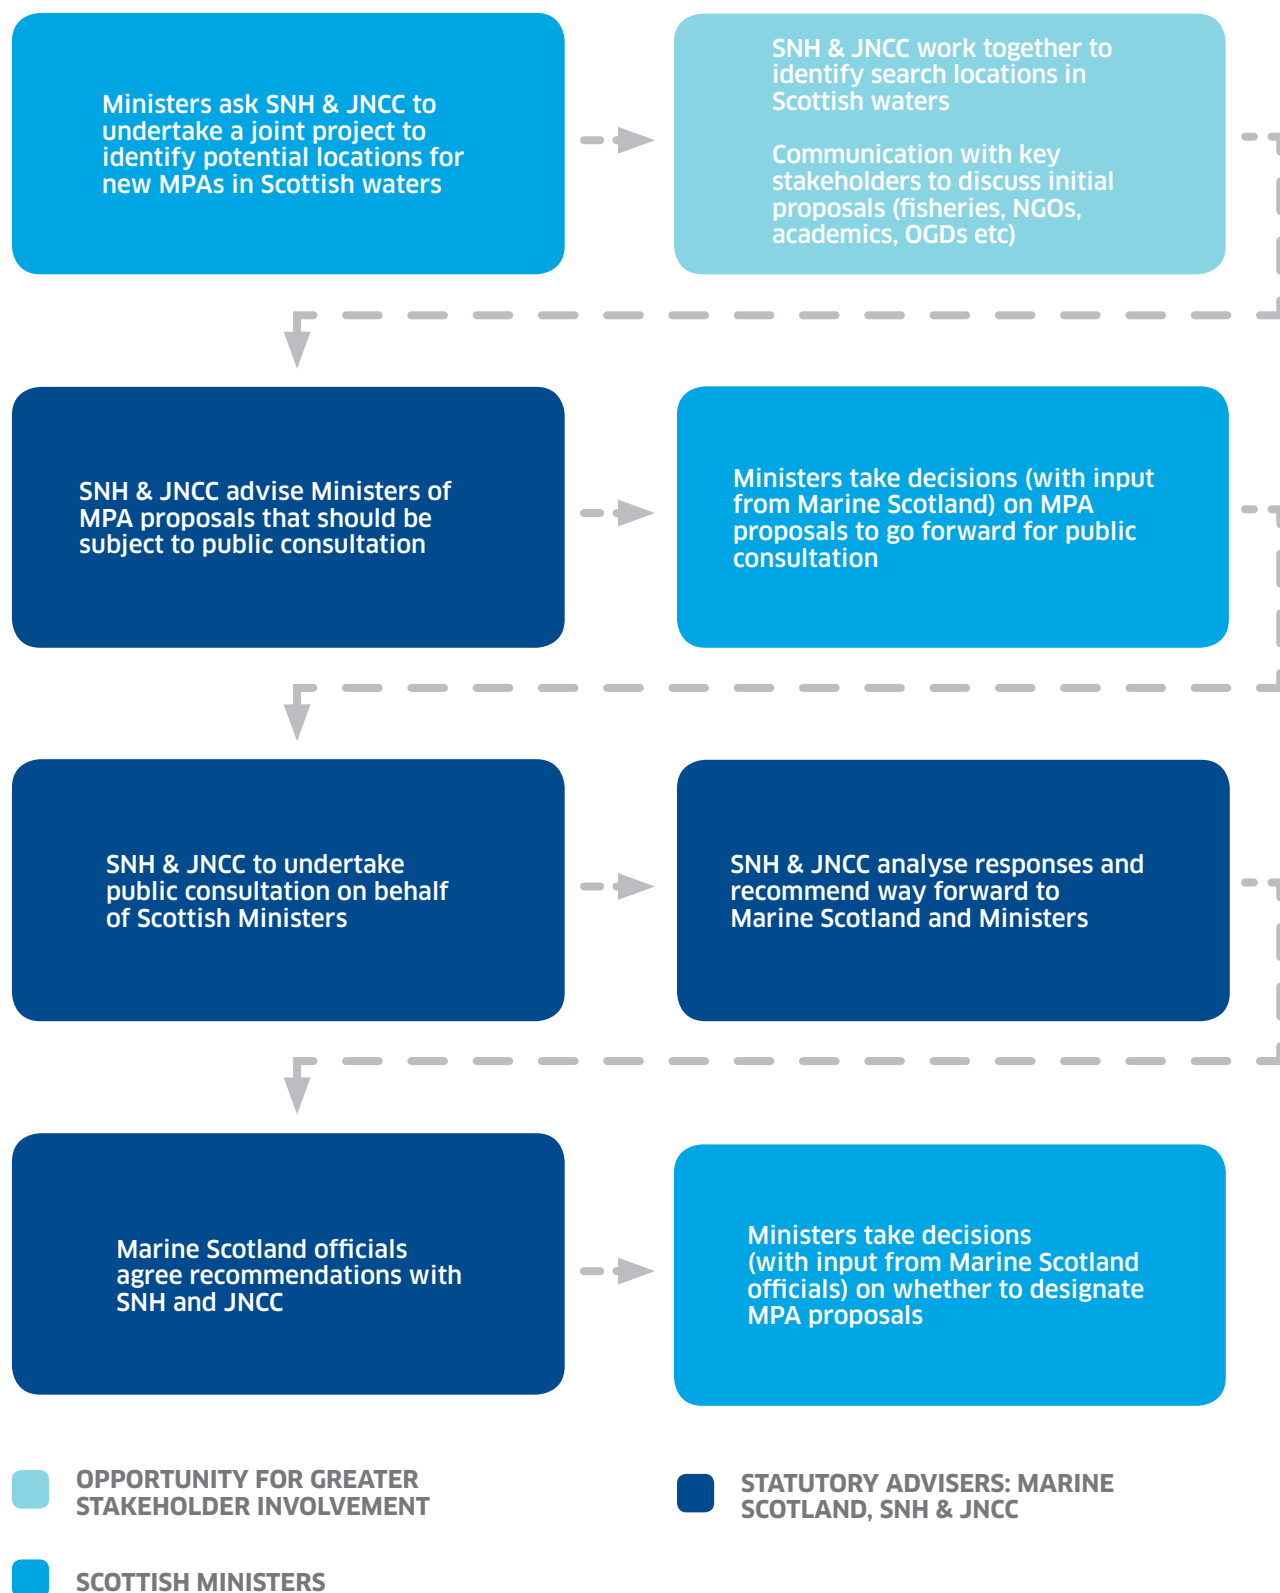 Ministers ask SNH & JNCC to
undertake a joint project to
identify potential locations for
new MPAs in Scottish waters
SNH & JNCC work together to
identify search locations in
Scottish waters
Communication with key
stakeholders to discuss initial
proposals (fisheries, NGOs,
academics, OGDs etc)
SNH & JNCC advise Ministers of
MPA proposals that should be
subject to public consultation
Ministers take decisions (with input
from Marine Scotland) on MPA
proposals to go forward for public
consultation
SNH & JNCC to undertake
public consultation on behalf
of Scottish Ministers
SNH & JNCC analyse responses and
recommend way forward to
Marine Scotland and Ministers
Marine Scotland officials
agree recommendations with
SNH and JNCC
Ministers take decisions
(with input from Marine Scotland
officials) on whether to designate
MPA proposals
OPPORTUNITY FOR GREATER
STAKEHOLDER INVOLVEMENT
STATUTORY ADVISERS: MARINE
SCOTLAND, SNH & JNCC
SCOTTISH MINISTERS